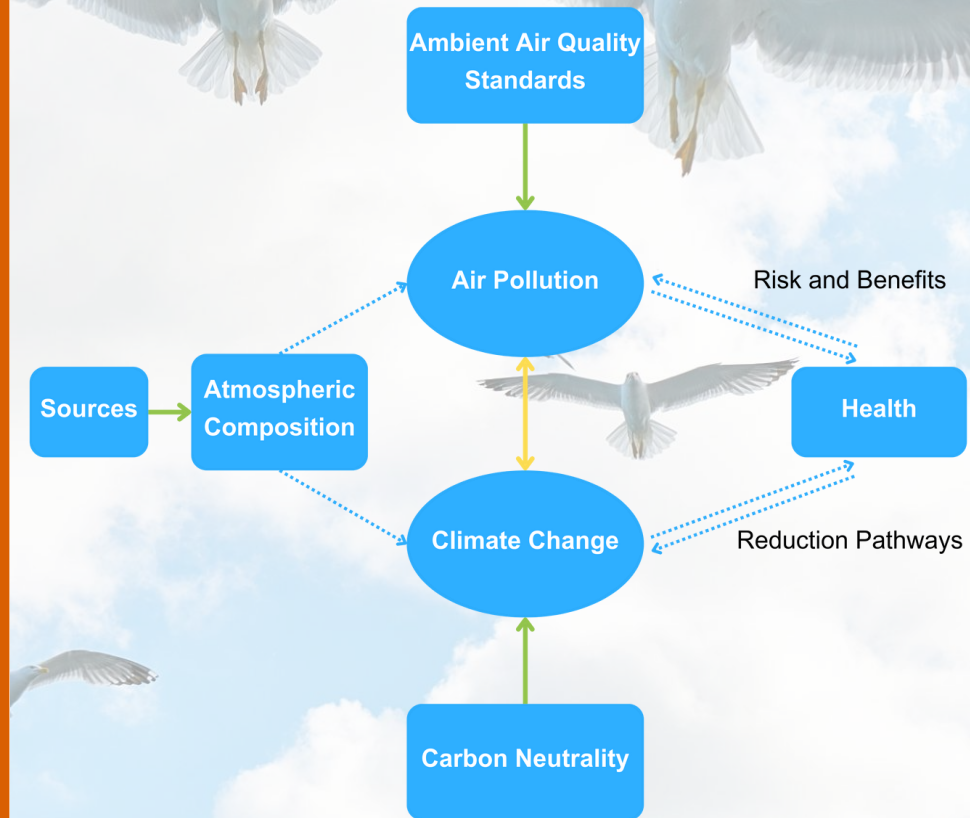 Ambient Air Quality
Standards
Air Pollution
Risk and Benefits
Sources
Atmospheric
Composition
Health
Climate Change
Reduction Pathways
Carbon Neutrality